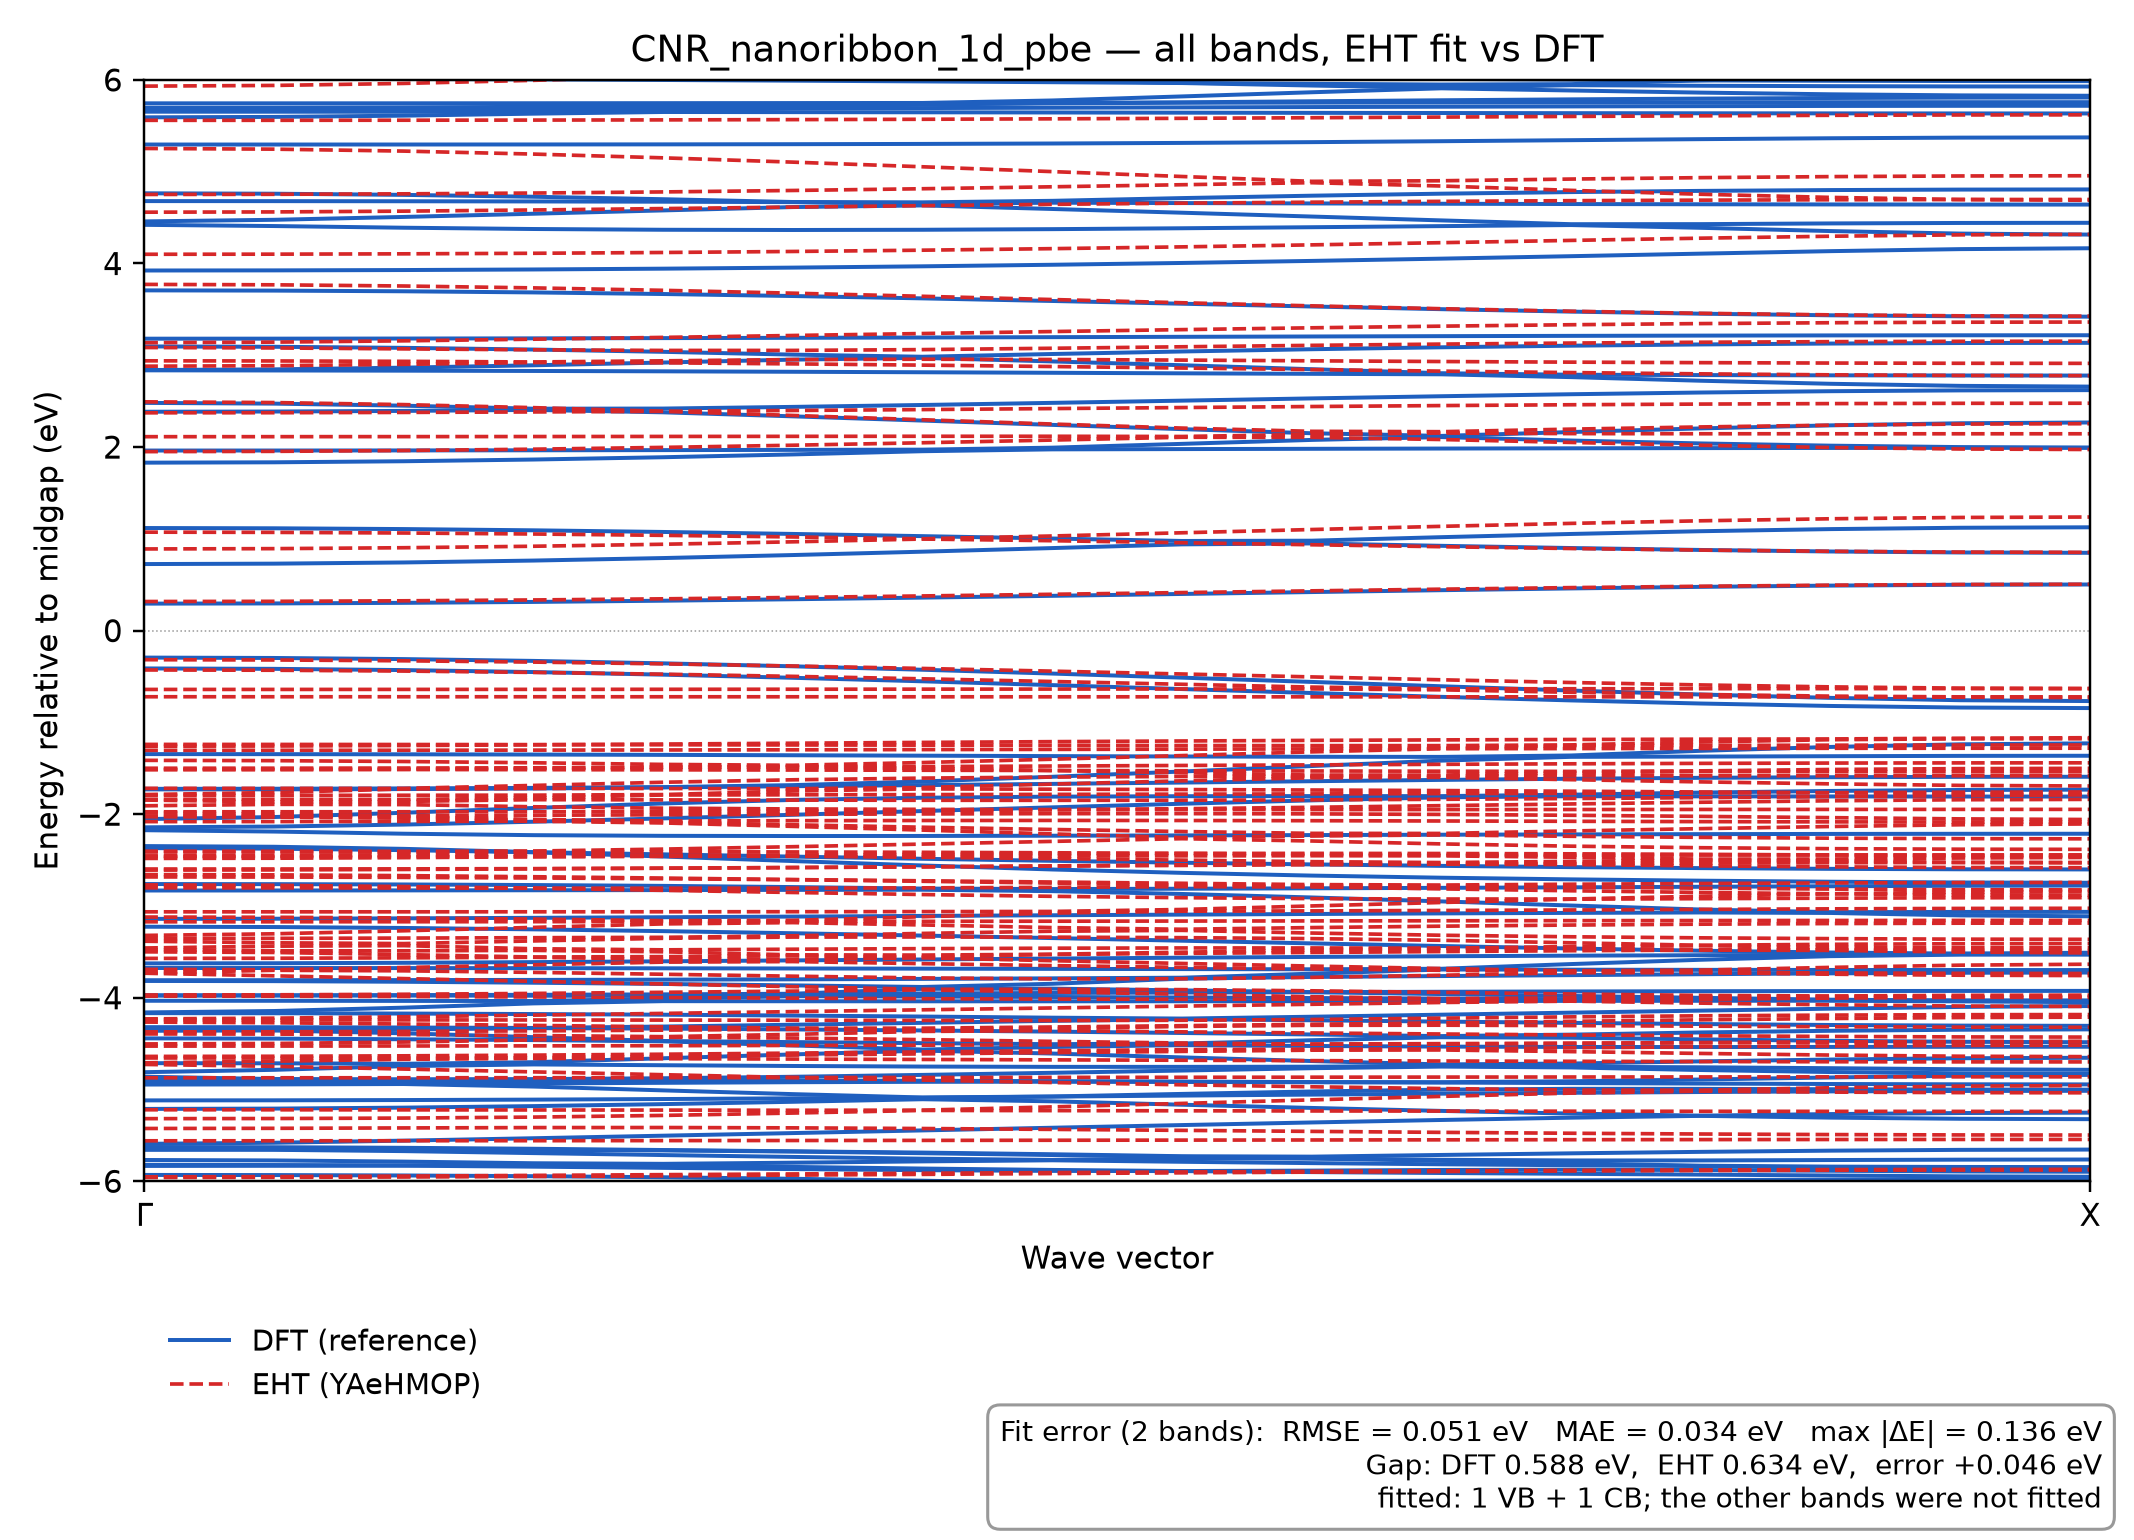 CNR_nanoribbon_1d_pbe — all bands, EHT fit vs DFT
Energy relative to midgap (eV)
6
4
2
0
−2
−4
−6
Γ
X
Wave vector
DFT (reference)
EHT (YAeHMOP)
Fit error (2 bands):  RMSE = 0.051 eV   MAE = 0.034 eV   max |ΔE| = 0.136 eV
Gap: DFT 0.588 eV,  EHT 0.634 eV,  error +0.046 eV
fitted: 1 VB + 1 CB; the other bands were not fitted